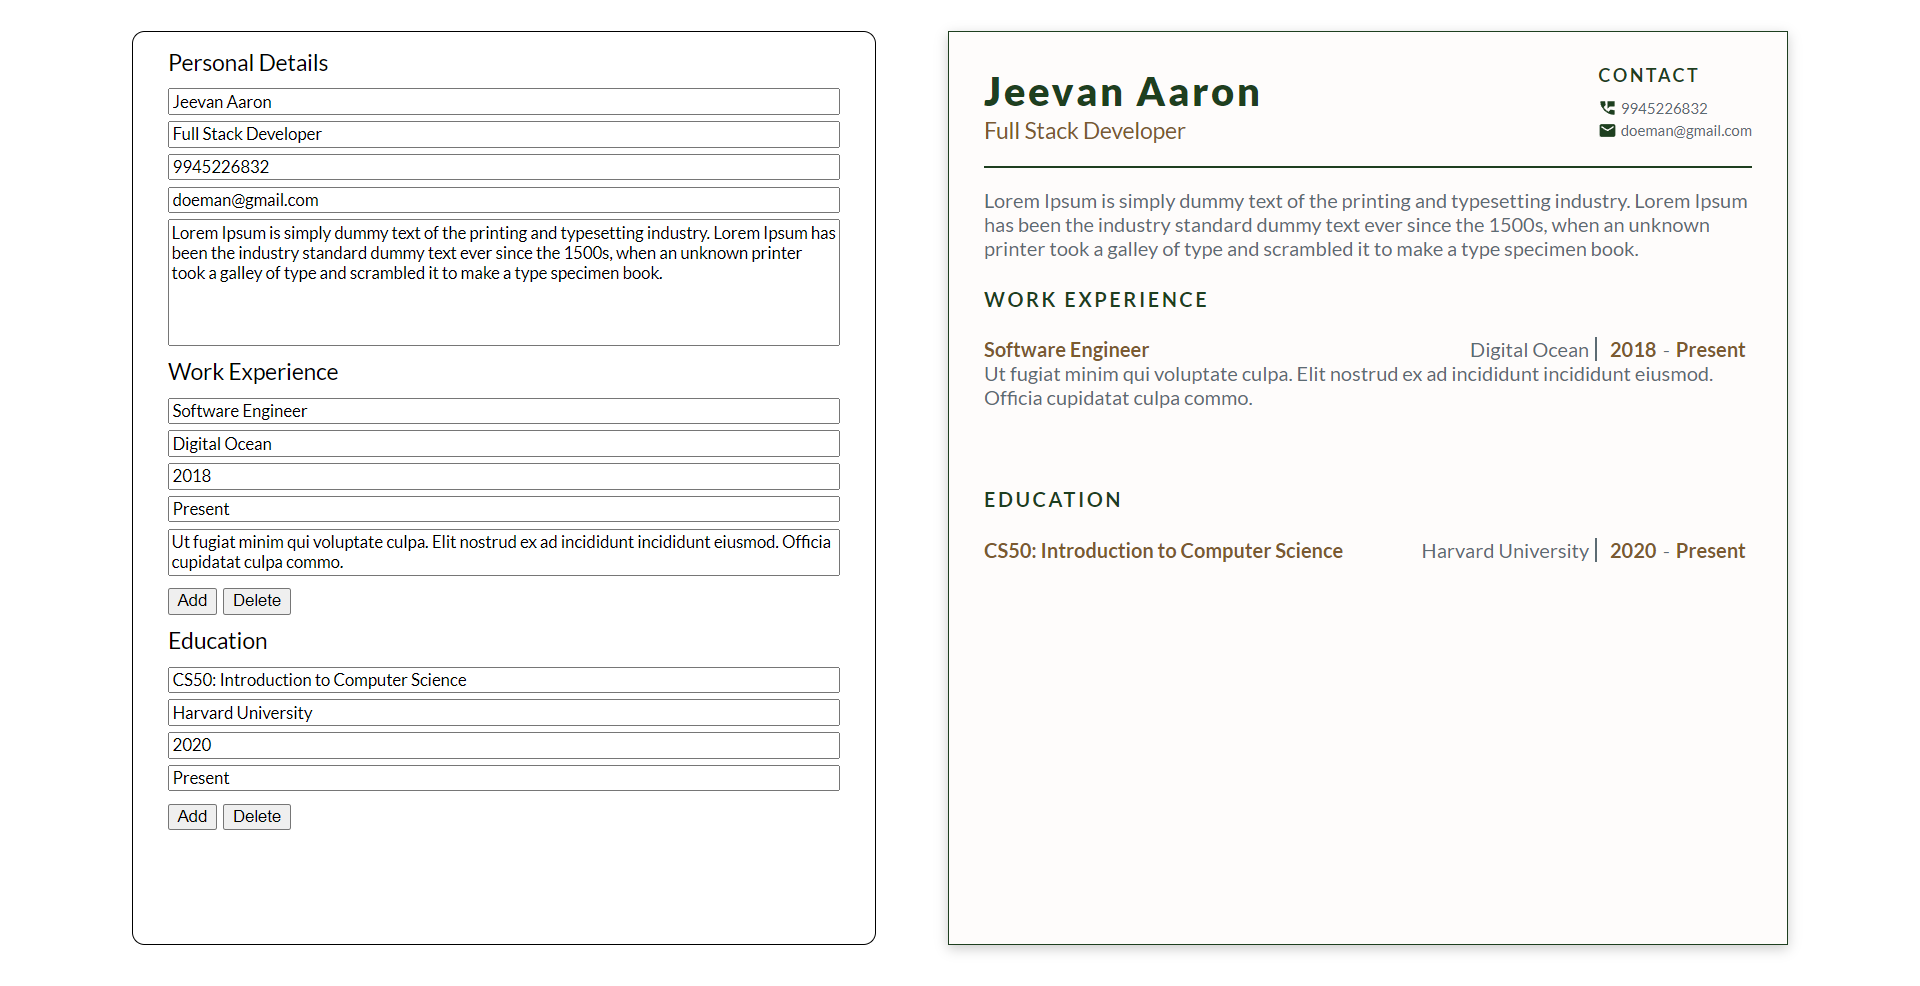 Personal Details
Jeevan Aaron
Full Stack Developer
9945226832
doeman@gmail.com
Lorem Ipsum is simply dummy text of the printing and typesetting industry. Lorem Ipsum has
been the industry standard dummy text ever since the 1500s, when an unknown printer
took a galley of type and scrambled it to make a type specimen book.
Work Experience
Software Engineer
Digital Ocean
2018
Present
Ut fugiat minim qui voluptate culpa. Elit nostrud ex ad incididunt incididunt eiusmod. Officia
cupidatat culpa commo.
Add Delete
Education
CS50: Introduction to Computer Science
Harvard University
2020
Present
Add Delete
Jeevan Aaron
Full Stack Developer
CONTACT
9945226832
doeman@gmail.com
Lorem Ipsum is simply dummy text of the printing and typesetting industry. Lorem Ipsum
has been the industry standard dummy text ever since the 1500s, when an unknown
printer took a galley of type and scrambled it to make a type specimen book.
WORK EXPERIENCE
Software Engineer Digital Ocean | 2018 - Present
Ut fugiat minim qui voluptate culpa. Elit nostrud ex ad incididunt incididunt eiusmod.
Officia cupidatat culpa commo.
EDUCATION
CS50: Introduction to Computer Science Harvard University | 2020 - Present